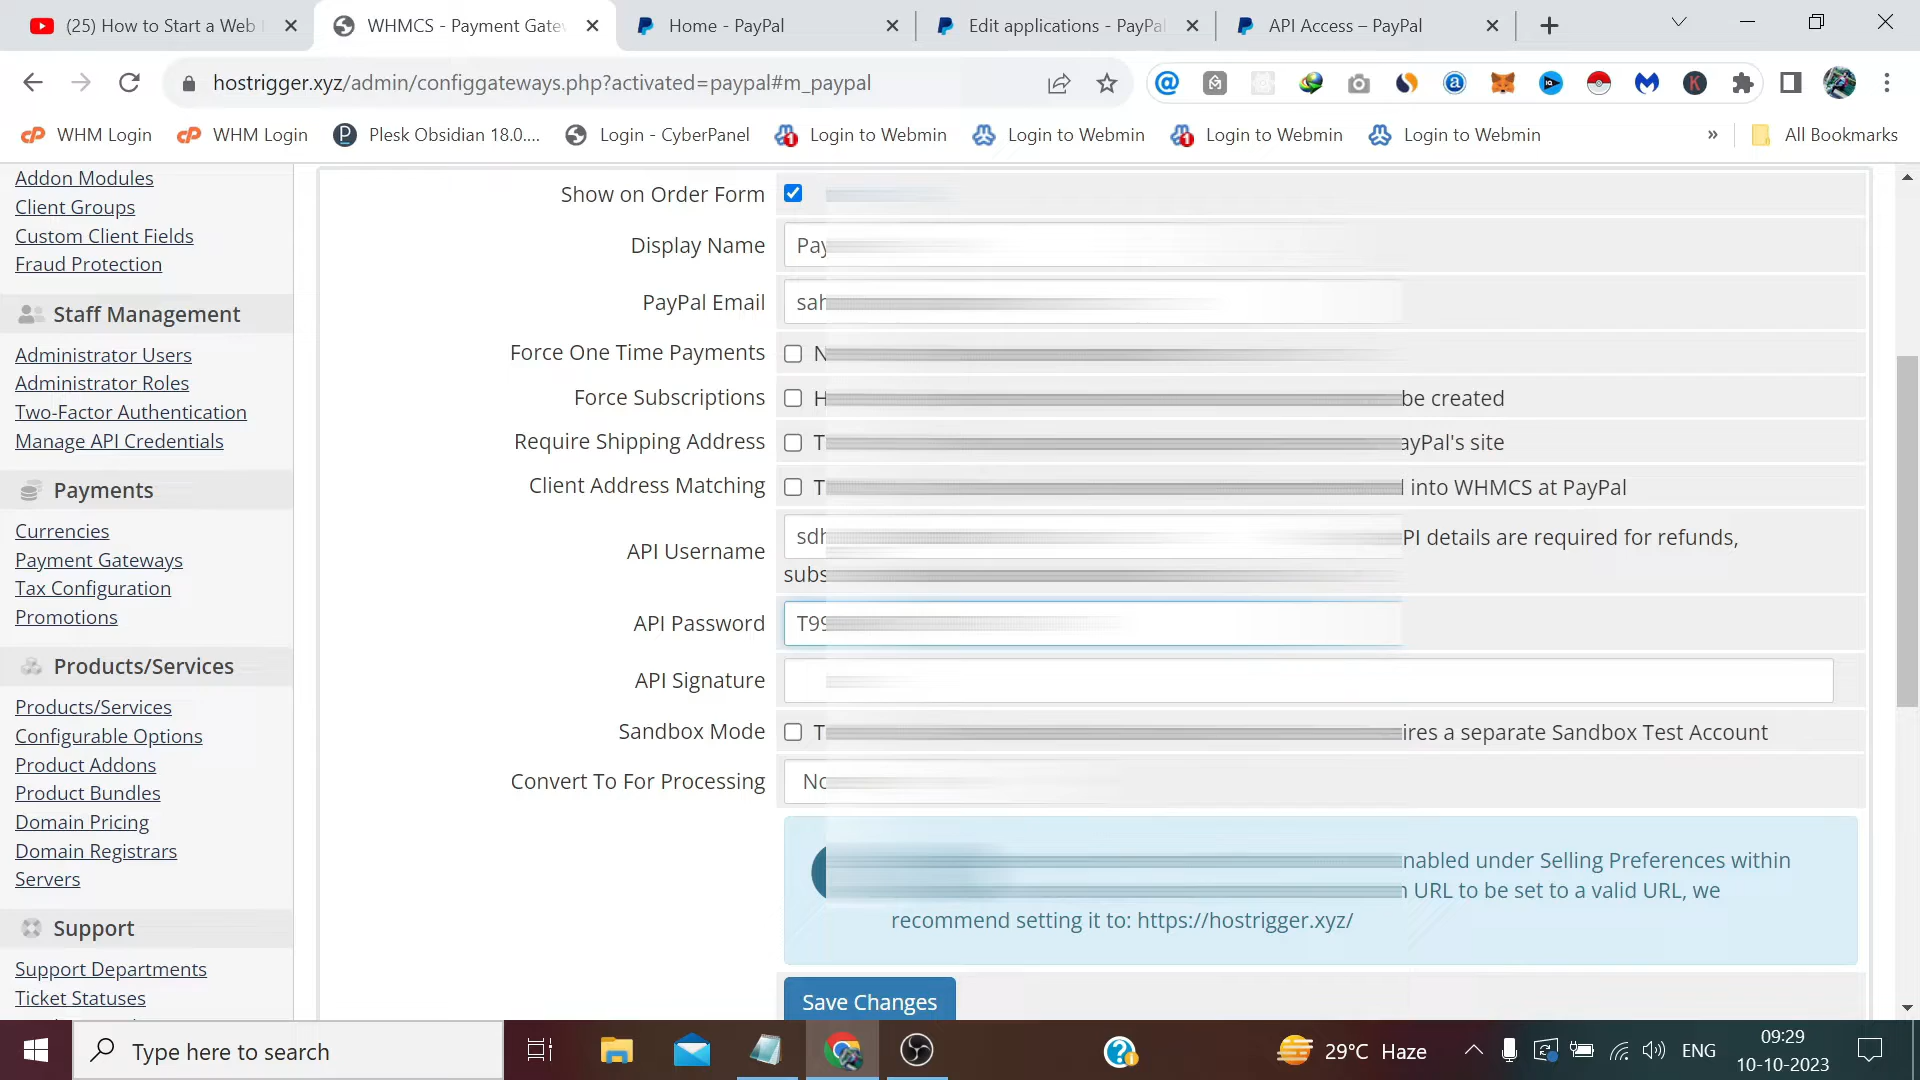 (25) How to Start a Web
WHMCS - Payment Gate
Home - PayPal
Edit applications - PayPal
API Access – PayPal
hostrigger.xyz/admin/configgateways.php?activated=paypal#m_paypal
WHM Login
WHM Login
Plesk Obsidian 18.0....
Login - CyberPanel
Login to Webmin
Login to Webmin
Login to Webmin
Login to Webmin
»
All Bookmarks
Addon Modules
Client Groups
Custom Client Fields
Fraud Protection
Staff Management
Administrator Users
Administrator Roles
Two-Factor Authentication
Manage API Credentials
Payments
Currencies
Payment Gateways
Tax Configuration
Promotions
Products/Services
Products/Services
Configurable Options
Product Addons
Product Bundles
Domain Pricing
Domain Registrars
Servers
Support
Support Departments
Ticket Statuses
Show on Order Form
Display Name Pay
PayPal Email sah
Force One Time Payments N
Force Subscriptions H be created
Require Shipping Address T ayPal's site
Client Address Matching T into WHMCS at PayPal
API Username sdh PI details are required for refunds,
subs
API Password T99
API Signature
Sandbox Mode T ires a separate Sandbox Test Account
Convert To For Processing No
nabled under Selling Preferences within
URL to be set to a valid URL, we
recommend setting it to: https://hostrigger.xyz/
Save Changes
Type here to search
29°C Haze
ENG
09:29
10-10-2023